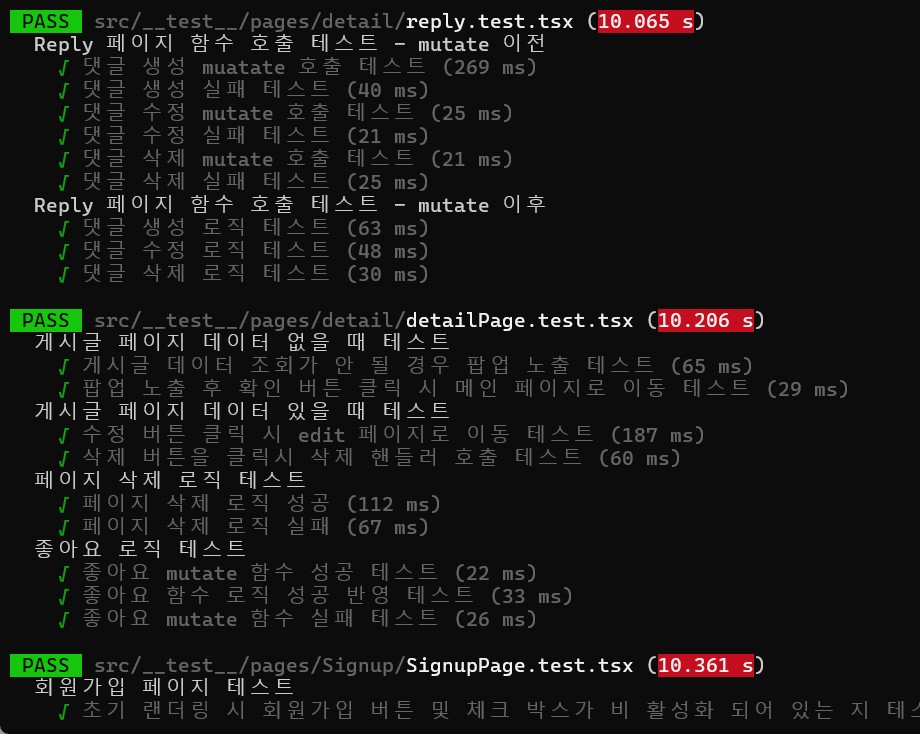 PASS src/__test__/pages/detail/reply.test.tsx (10.065 s)
Reply 페이지 함수 호출 테스트 - mutate 이전
√ 댓글 생성 muatate 호출 테스트 (269 ms)
√ 댓글 생성 실패 테스트 (40 ms)
√ 댓글 수정 mutate 호출 테스트 (25 ms)
√ 댓글 수정 실패 테스트 (21 ms)
√ 댓글 삭제 mutate 호출 테스트 (21 ms)
√ 댓글 삭제 실패 테스트 (25 ms)
Reply 페이지 함수 호출 테스트 - mutate 이후
√ 댓글 생성 로직 테스트 (63 ms)
√ 댓글 수정 로직 테스트 (48 ms)
√ 댓글 삭제 로직 테스트 (30 ms)
PASS src/__test__/pages/detail/detailPage.test.tsx (10.206 s)
게시글 페이지 데이터 없을 때 테스트
√ 게시글 데이터 조회가 안 될 경우 팝업 노출 테스트 (65 ms)
√ 팝업 노출 후 확인 버튼 클릭 시 메인 페이지로 이동 테스트 (29 ms)
게시글 페이지 데이터 있을 때 테스트
√ 수정 버튼 클릭 시 edit 페이지로 이동 테스트 (187 ms)
√ 삭제 버튼을 클릭시 삭제 핸들러 호출 테스트 (60 ms)
페이지 삭제 로직 테스트
√ 페이지 삭제 로직 성공 (112 ms)
√ 페이지 삭제 로직 실패 (67 ms)
좋아요 로직 테스트
√ 좋아요 mutate 함수 성공 테스트 (22 ms)
√ 좋아요 함수 로직 성공 반영 테스트 (33 ms)
√ 좋아요 mutate 함수 실패 테스트 (26 ms)
PASS src/__test__/pages/Signup/SignupPage.test.tsx (10.361 s)
회원가입 페이지 테스트
√ 초기 랜더링 시 회원가입 버튼 및 체크 박스가 비 활성화 되어 있는 지